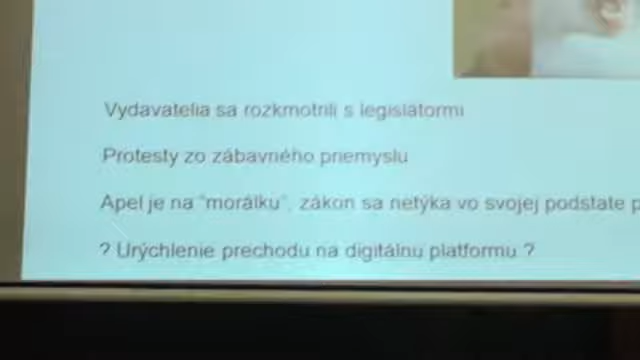 Vydavatelia sa rozkmotrili s legislátormi
Protesty zo zábavného priemyslu
Apel je na "morálku", zákon sa netýka vo svojej podstate
? Urýchlenie prechodu na digitálnu platformu ?